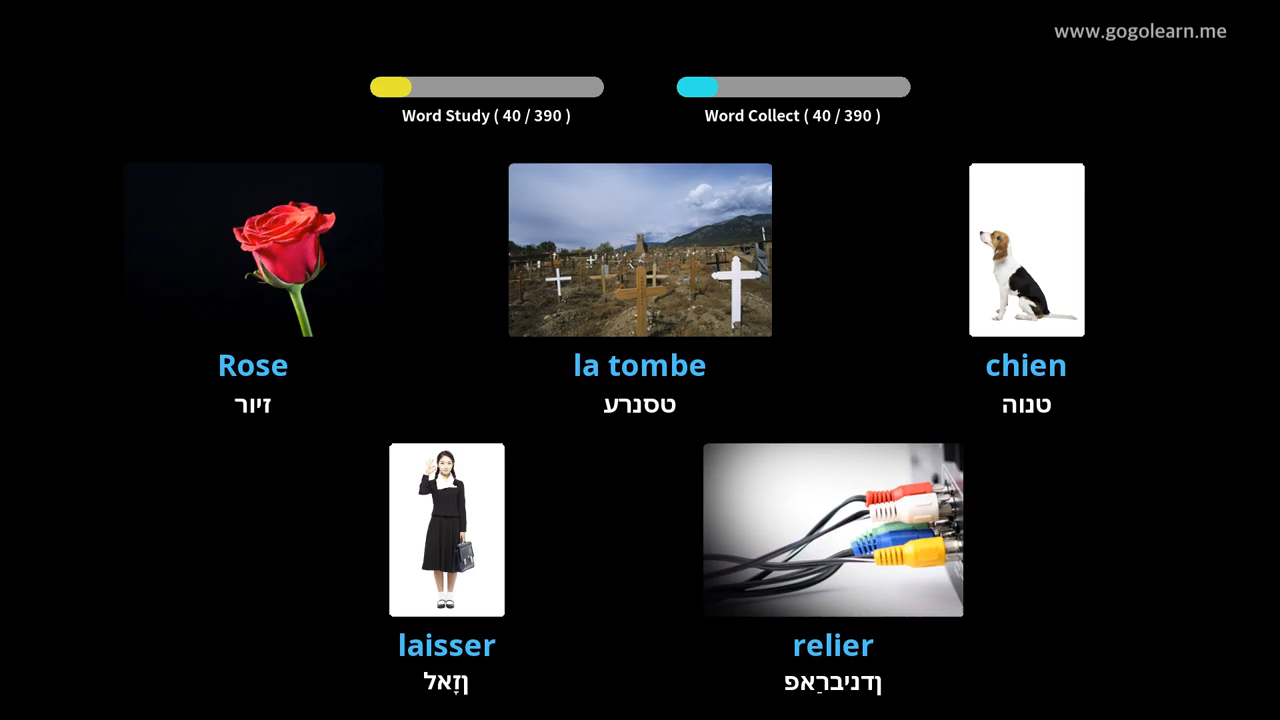 www.gogolearn.me
Word Study ( 40 / 390 )
Word Collect ( 40 / 390 )
Rose
זיור
la tombe
טסנרע
chien
טנוה
laisser
ןזָאל
relier
ןדניברַאפ